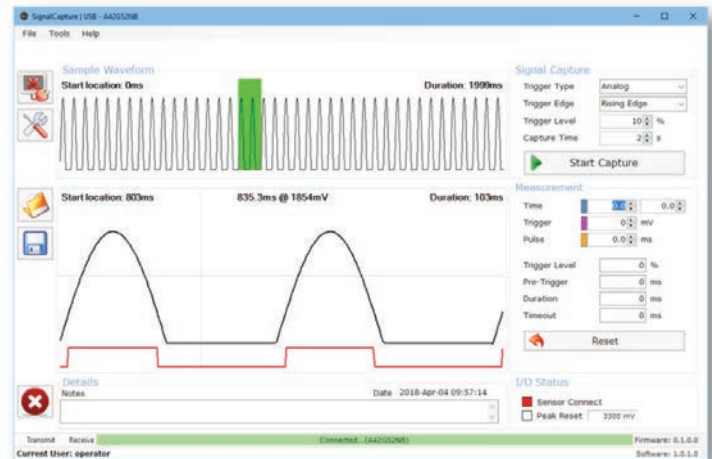 SignalCapture | USB - A42GS2NB
File Tools Help
Sample Waveform
Start location: 0ms Duration: 1999ms
Start location: 803ms 835.3ms @ 1854mV Duration: 103ms
Details
Notes Date 2018-Apr-04 09:57:14
Signal Capture
Trigger Type Analog
Trigger Edge Rising Edge
Trigger Level 10 %
Capture Time 2 s
Start Capture
Measurement
Time 0.0 0.0
Trigger 0 mV
Pulse 0.0 ms
Trigger Level 0 %
Pre-Trigger 0 ms
Duration 0 ms
Timeout 0 ms
Reset
I/O Status
Sensor Connect
Peak Reset 3300 mV
Transmit Receive Connected...(A42GS2NB) Firmware: 0.1.0.0
Current User: operator Software: 1.0.1.0